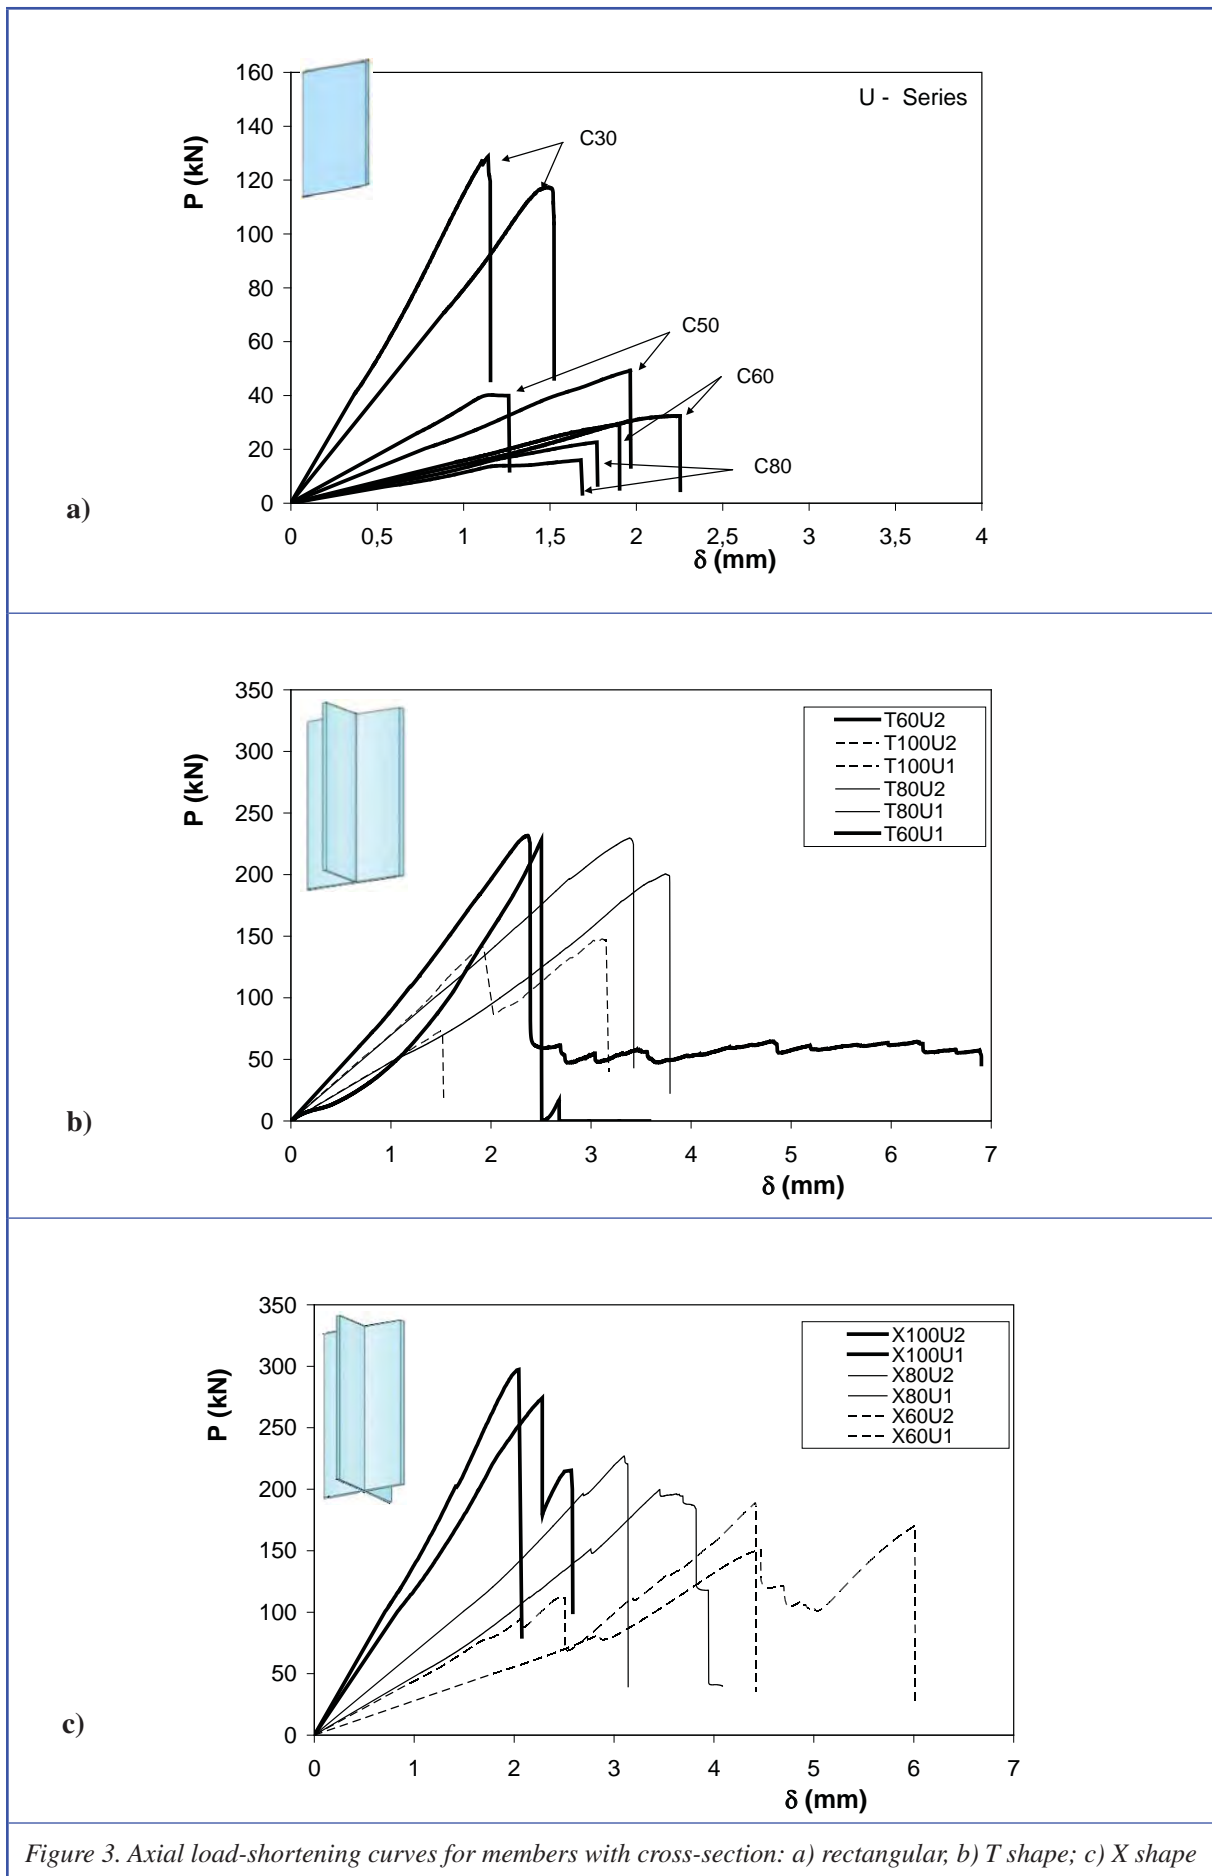 160
140
120
100
80
60
40
20
0
P (kN)
U - Series
C30
C50
C60
C80
0 0,5 1 1,5 2 2,5 3 3,5 4
δ (mm)
a)
350
300
250
200
150
100
50
0
P (kN)
T60U2
T100U2
T100U1
T80U2
T80U1
T60U1
0 1 2 3 4 5 6 7
δ (mm)
b)
350
300
250
200
150
100
50
0
P (kN)
X100U2
X100U1
X80U2
X80U1
X60U2
X60U1
0 1 2 3 4 5 6 7
δ (mm)
c)
Figure 3. Axial load-shortening curves for members with cross-section: a) rectangular, b) T shape; c) X shape